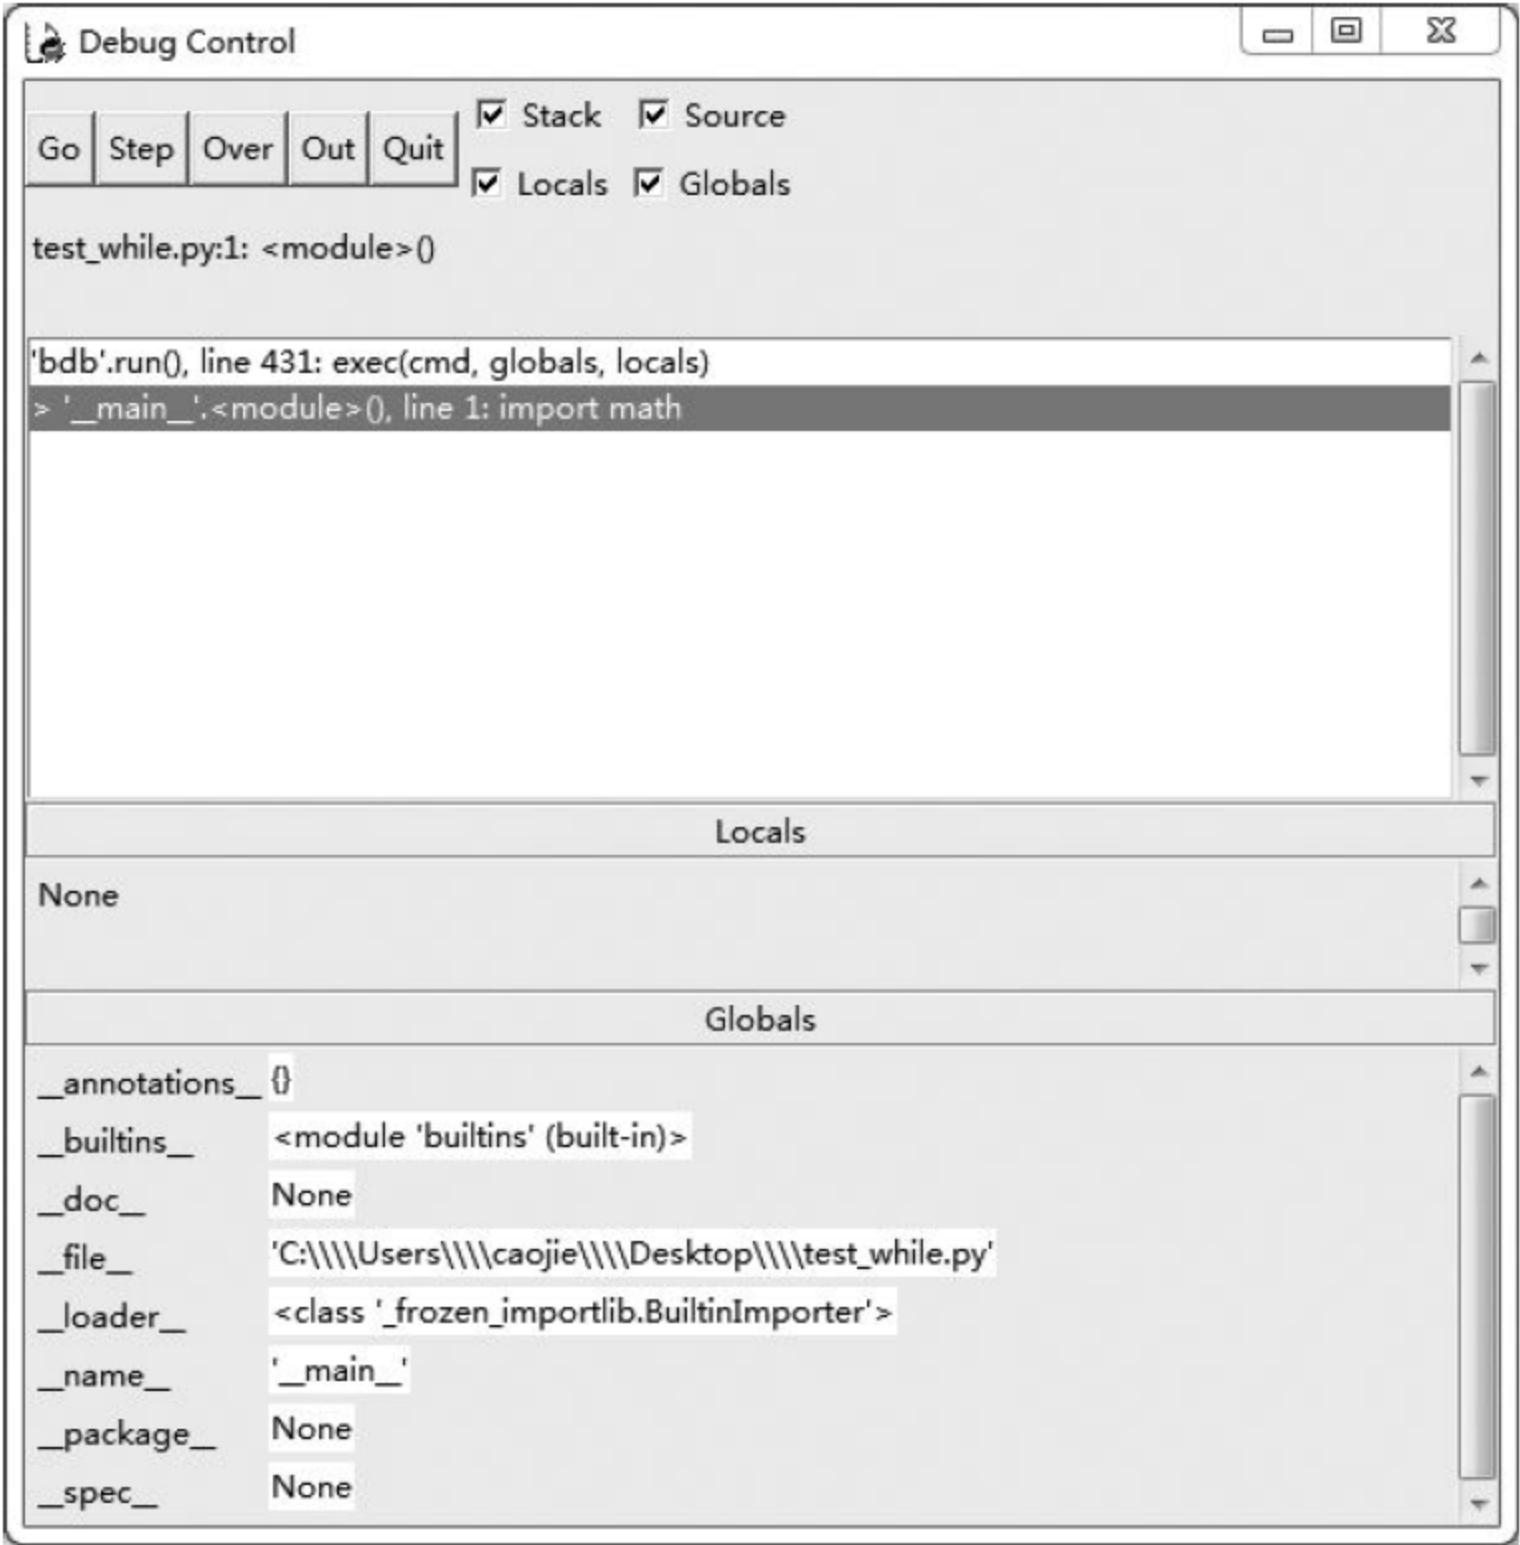 Debug Control
Go Step Over Out Quit
Stack Source
Locals Globals
test_while.py:1: <module>()
'bdb'.run(), line 431: exec(cmd, globals, locals)
> '__main__'.<module>(), line 1: import math
Locals
None
Globals
__annotations__ {}
__builtins__ <module 'builtins' (built-in)>
__doc__ None
__file__ 'C:\\\\Users\\\\caojie\\\\Desktop\\\\test_while.py'
__loader__ <class '_frozen_importlib.BuiltinImporter'>
__name__ '__main__'
__package__ None
__spec__ None